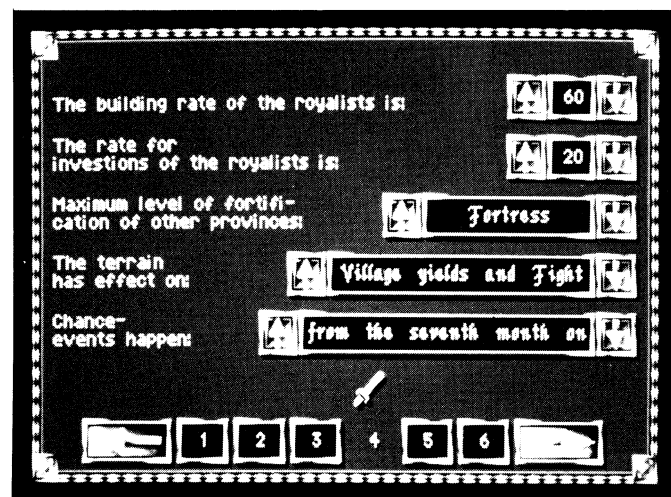 The building rate of the royalists is:
60
The rate for
investions of the royalists is:
20
Maximum level of fortifi-
cation of other provinces:
Fortress
The terrain
has effect on:
Village yields and Fight
Chance-
events happen:
from the seventh month on
1 2 3 4 5 6